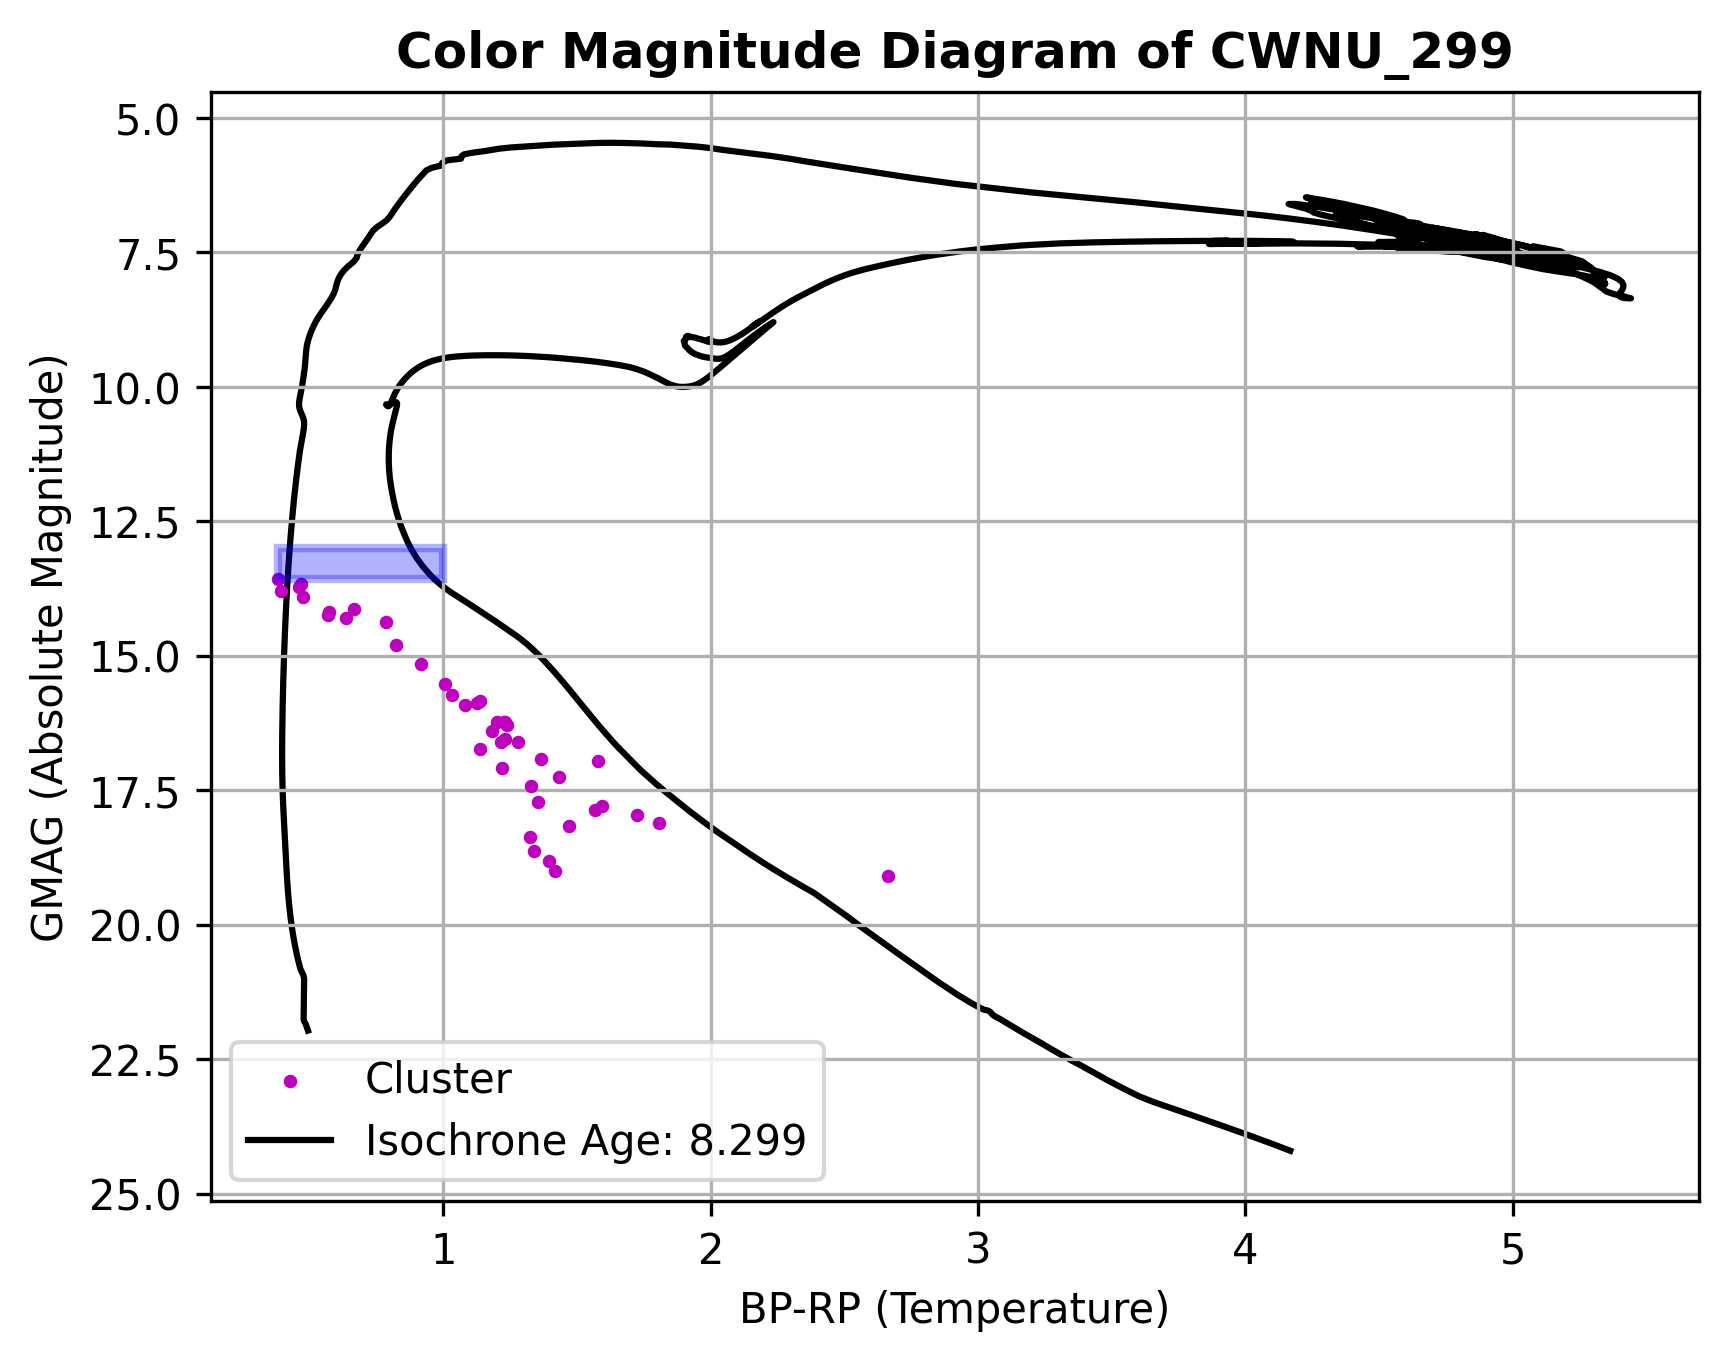 Color Magnitude Diagram of CWNU_299
GMAG (Absolute Magnitude)
5.0
7.5
10.0
12.5
15.0
17.5
20.0
22.5
25.0
Cluster
Isochrone Age: 8.299
1 2 3 4 5
BP-RP (Temperature)